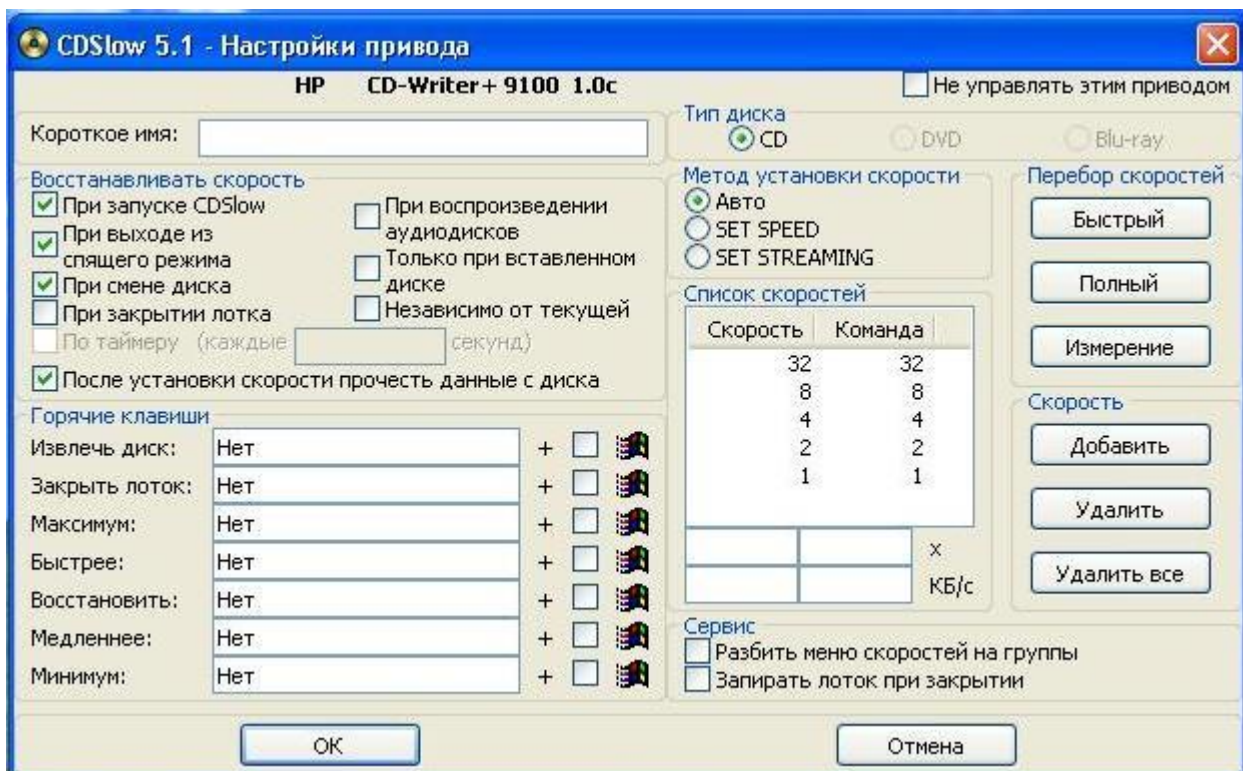 CDSlow 5.1 - Настройки привода
HP CD-Writer+ 9100 1.0c
Не управлять этим приводом
Короткое имя:
Тип диска
CD DVD Blu-ray
Восстанавливать скорость
При запуске CDSlow
При выходе из
спящего режима
При смене диска
При закрытии лотка
При воспроизведении
аудиодисков
Только при вставленном
диске
Независимо от текущей
По таймеру (каждые секунд)
После установки скорости прочесть данные с диска
Горячие клавиши
Извлечь диск: Нет +
Закрыть лоток: Нет +
Максимум: Нет +
Быстрее: Нет +
Восстановить: Нет +
Медленнее: Нет +
Минимум: Нет +
Метод установки скорости
Авто
SET SPEED
SET STREAMING
Список скоростей
Скорость Команда
32 32
8 8
4 4
2 2
1 1
x
КБ/с
Перебор скоростей
Быстрый
Полный
Измерение
Скорость
Добавить
Удалить
Удалить все
Сервис
Разбить меню скоростей на группы
Запирать лоток при закрытии
ОК
Отмена